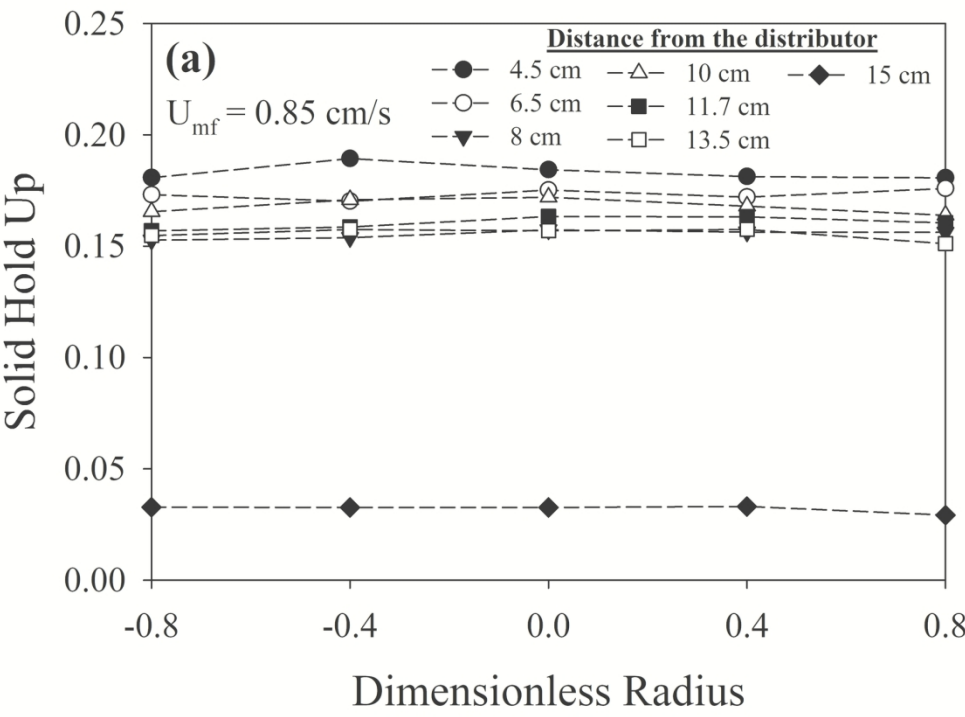 (a)
U_mf = 0.85 cm/s
Distance from the distributor
4.5 cm
10 cm
15 cm
6.5 cm
11.7 cm
8 cm
13.5 cm
Solid Hold Up
0.25
0.20
0.15
0.10
0.05
0.00
-0.8
-0.4
0.0
0.4
0.8
Dimensionless Radius